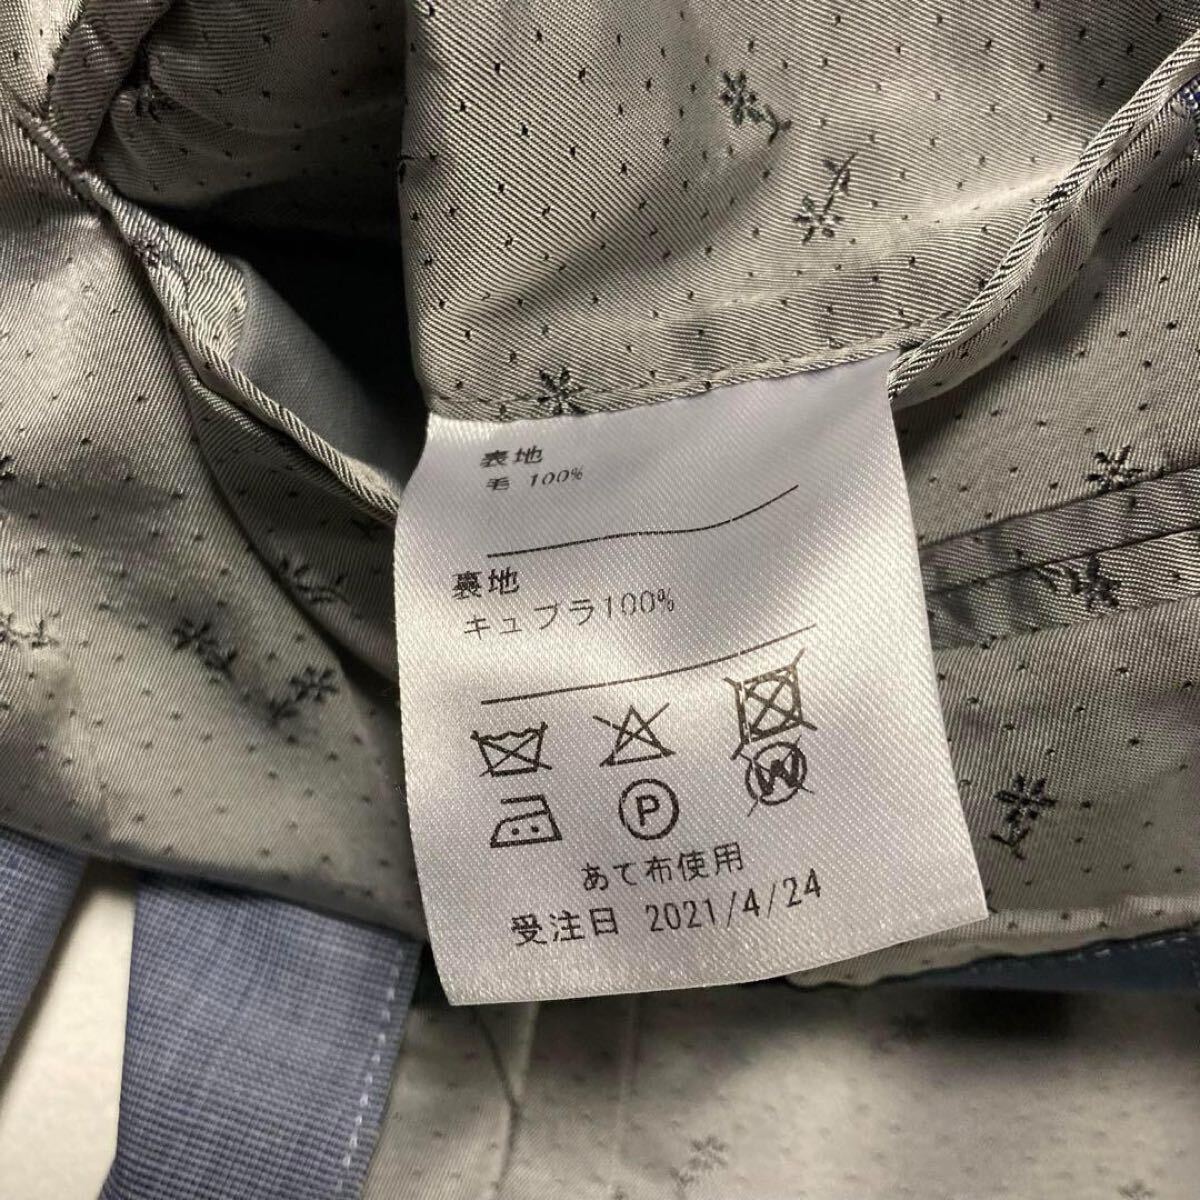 表地
毛 100%
裏地
キュプラ100%
P
W
あて布使用
受注日 2021/4/24